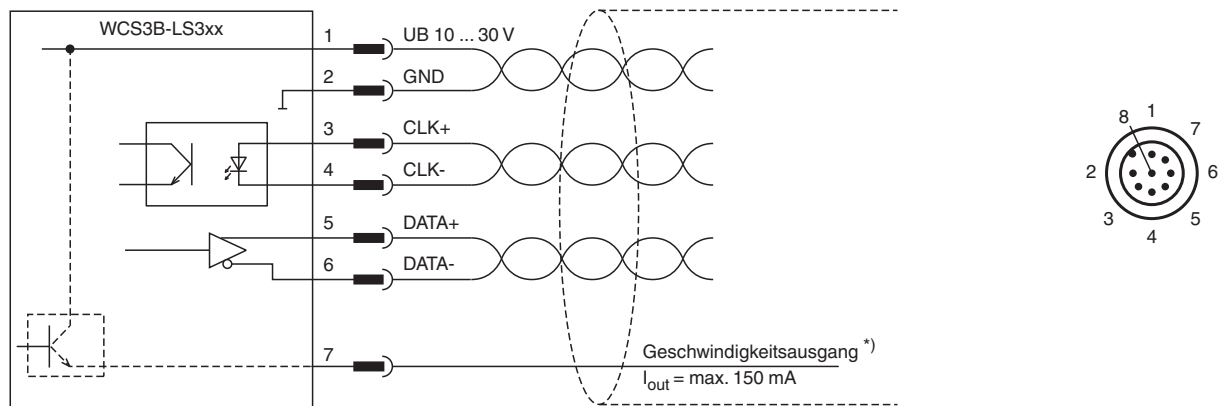 WCS3B-LS3xx
1 UB 10 ... 30 V
2 GND
3 CLK+
4 CLK-
5 DATA+
6 DATA-
7 Geschwindigkeitsausgang *)
I_out = max. 150 mA
8 1 7
2 6
3 5
4